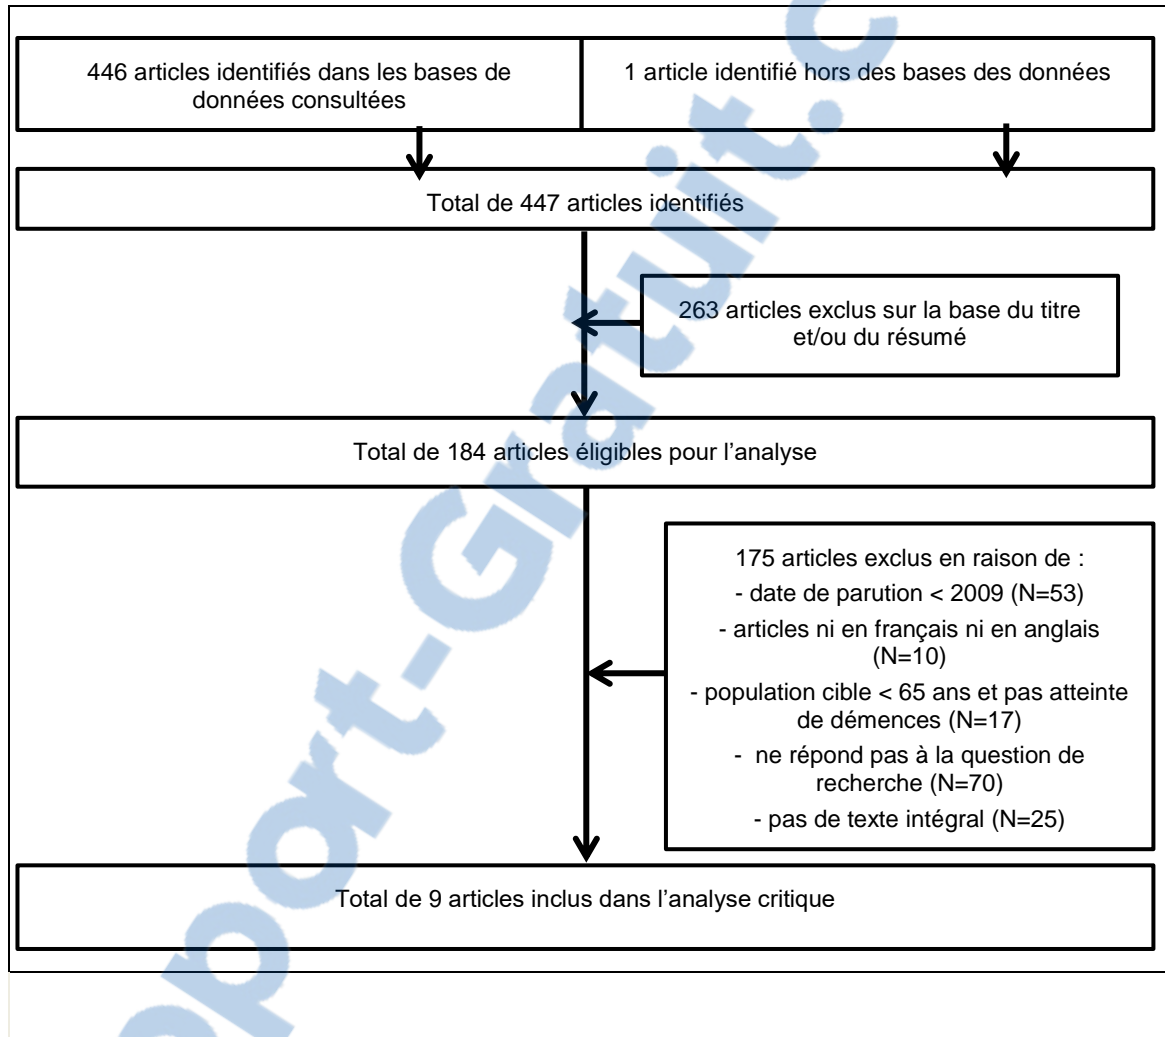 446 articles identifiés dans les bases de
données consultées
1 article identifié hors des bases des données
Total de 447 articles identifiés
263 articles exclus sur la base du titre
et/ou du résumé
Total de 184 articles éligibles pour l’analyse
175 articles exclus en raison de :
- date de parution < 2009 (N=53)
- articles ni en français ni en anglais
(N=10)
- population cible < 65 ans et pas atteinte
de démences (N=17)
- ne répond pas à la question de
recherche (N=70)
- pas de texte intégral (N=25)
Total de 9 articles inclus dans l’analyse critique
port-Gratuit.c